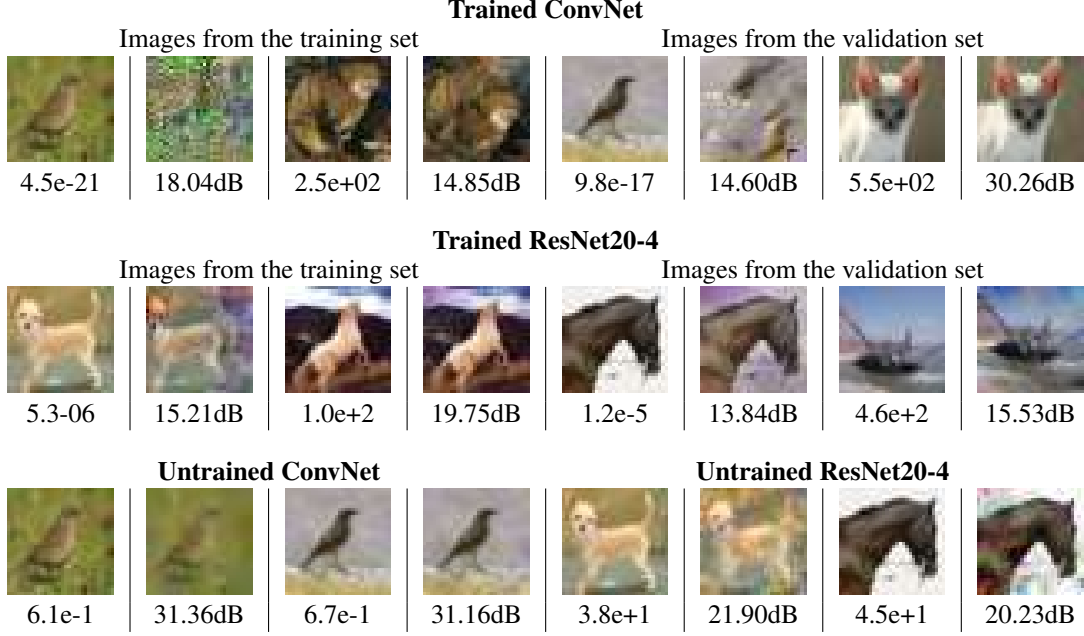 Trained ConvNet
Images from the training set Images from the validation set
4.5e-21 18.04dB 2.5e+02 14.85dB 9.8e-17 14.60dB 5.5e+02 30.26dB
Trained ResNet20-4
Images from the training set Images from the validation set
5.3-06 15.21dB 1.0e+2 19.75dB 1.2e-5 13.84dB 4.6e+2 15.53dB
Untrained ConvNet Untrained ResNet20-4
6.1e-1 31.36dB 6.7e-1 31.16dB 3.8e+1 21.90dB 4.5e+1 20.23dB